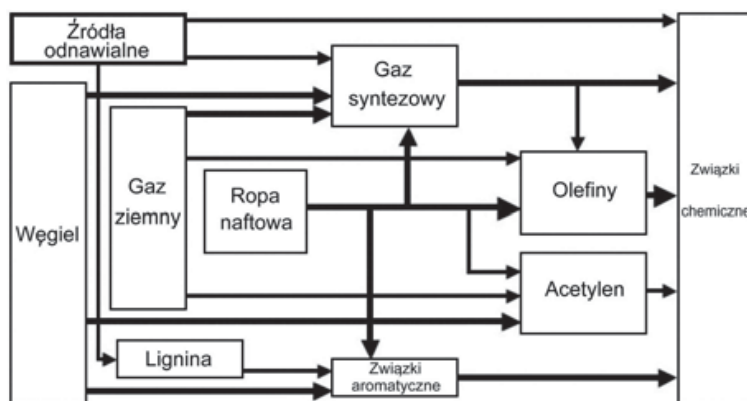 Źródła
odnawialne
Gaz
syntezowy
Węgiel
Gaz
ziemny
Ropa
naftowa
Olefiny
Związki
chemiczne
Acetylen
Lignina
Związki
aromatyczne